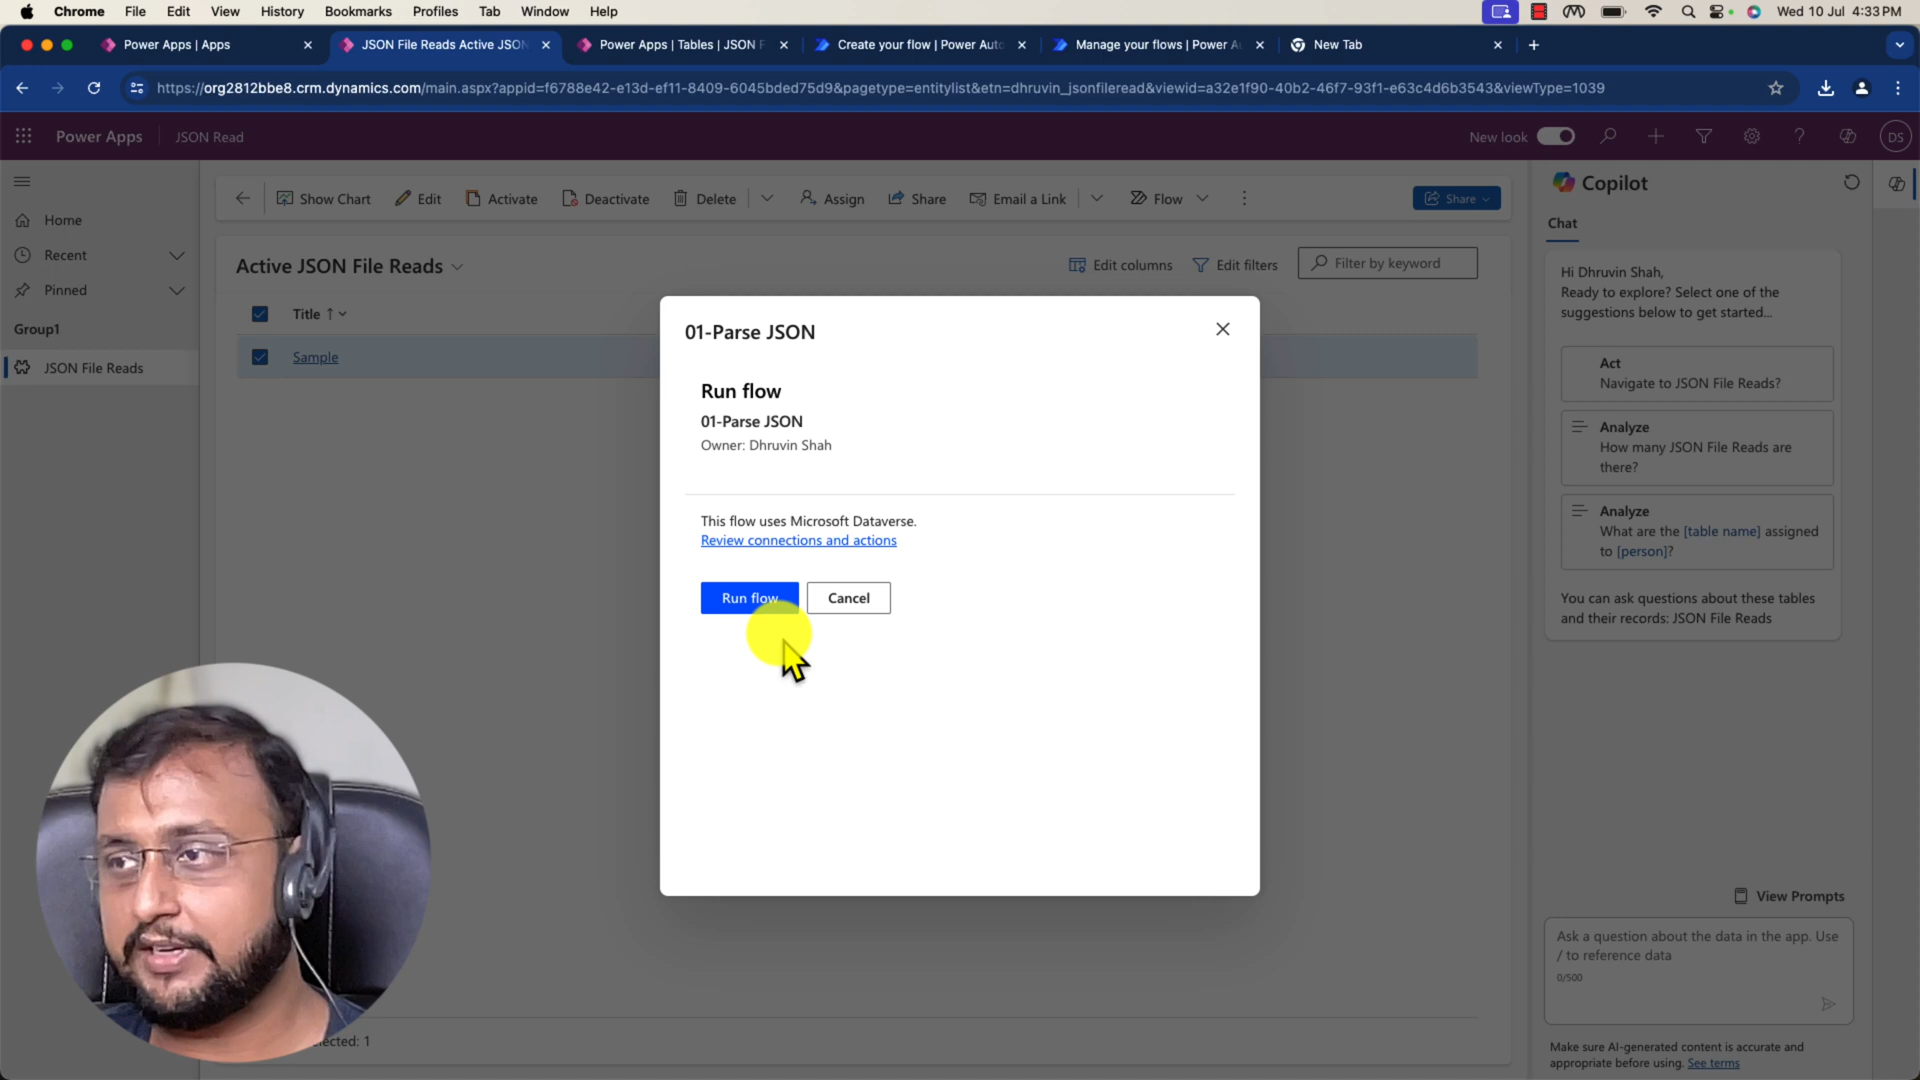 Chrome File Edit View History Bookmarks Profiles Tab Window Help Wed 10 Jul 4:33 PM
Power Apps | Apps JSON File Reads Active JSON Power Apps | Tables | JSON F Create your flow | Power Auto Manage your flows | Power A New Tab
https://org2812bbe8.crm.dynamics.com/main.aspx?appid=f6788e42-e13d-ef11-8409-6045bded75d9&pagetype=entitylist&etn=dhruvin_jsonfileread&viewid=a32e1f90-40b2-46f7-93f1-e63c4d6b3543&viewType=1039
Power Apps JSON Read New look DS
Show Chart Edit Activate Deactivate Delete Assign Share Email a Link Flow Share
Home
Recent
Pinned
Group1
JSON File Reads
Active JSON File Reads Edit columns Edit filters Filter by keyword
Title ↑
Sample
01-Parse JSON
Run flow
01-Parse JSON
Owner: Dhruvin Shah
This flow uses Microsoft Dataverse.
Review connections and actions
Run flow Cancel
Copilot
Chat
Hi Dhruvin Shah,
Ready to explore? Select one of the
suggestions below to get started...
Act
Navigate to JSON File Reads?
Analyze
How many JSON File Reads are
there?
Analyze
What are the [table name] assigned
to [person]?
You can ask questions about these tables
and their records: JSON File Reads
View Prompts
Ask a question about the data in the app. Use
/ to reference data
0/500
Make sure AI-generated content is accurate and
appropriate before using. See terms
ected: 1